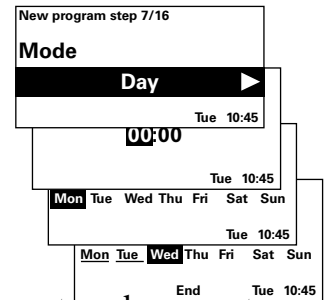 New program step 7/16
Mode
Day
Tue 10:45
00:00
Tue 10:45
Mon Tue Wed Thu Fri Sat Sun
Tue 10:45
Mon Tue Wed Thu Fri Sat Sun
End Tue 10:45